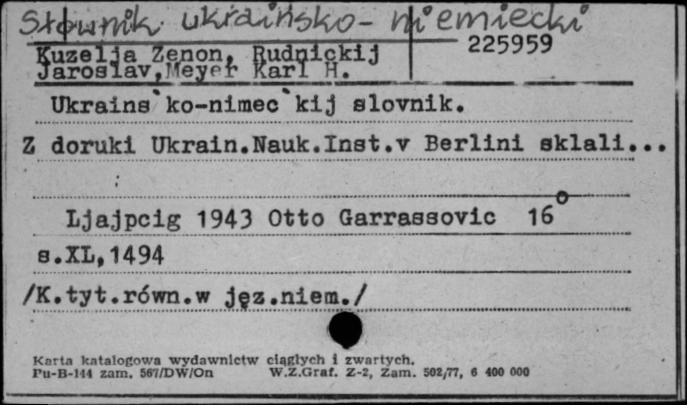 Słownik ukraińsko-niemiecki
225959
Kuzelja Zenon, Rudnickij
Jaroslav,Meyer Karl H.
Ukrains`ko-nimec`kij slovnik.
Z doruki Ukrain.Nauk.Inst.v Berlini sklali...
Ljajpcig 1943 Otto Garrassovic 16°
s.XL,1494
/K.tyt.równ.w jęz.niem./
Karta katalogowa wydawnictw ciągłych i zwartych.
Pu-B-144 zam. 567/DW/On W.Z.Graf. Z-2, Zam. 502/77, 6 400 000